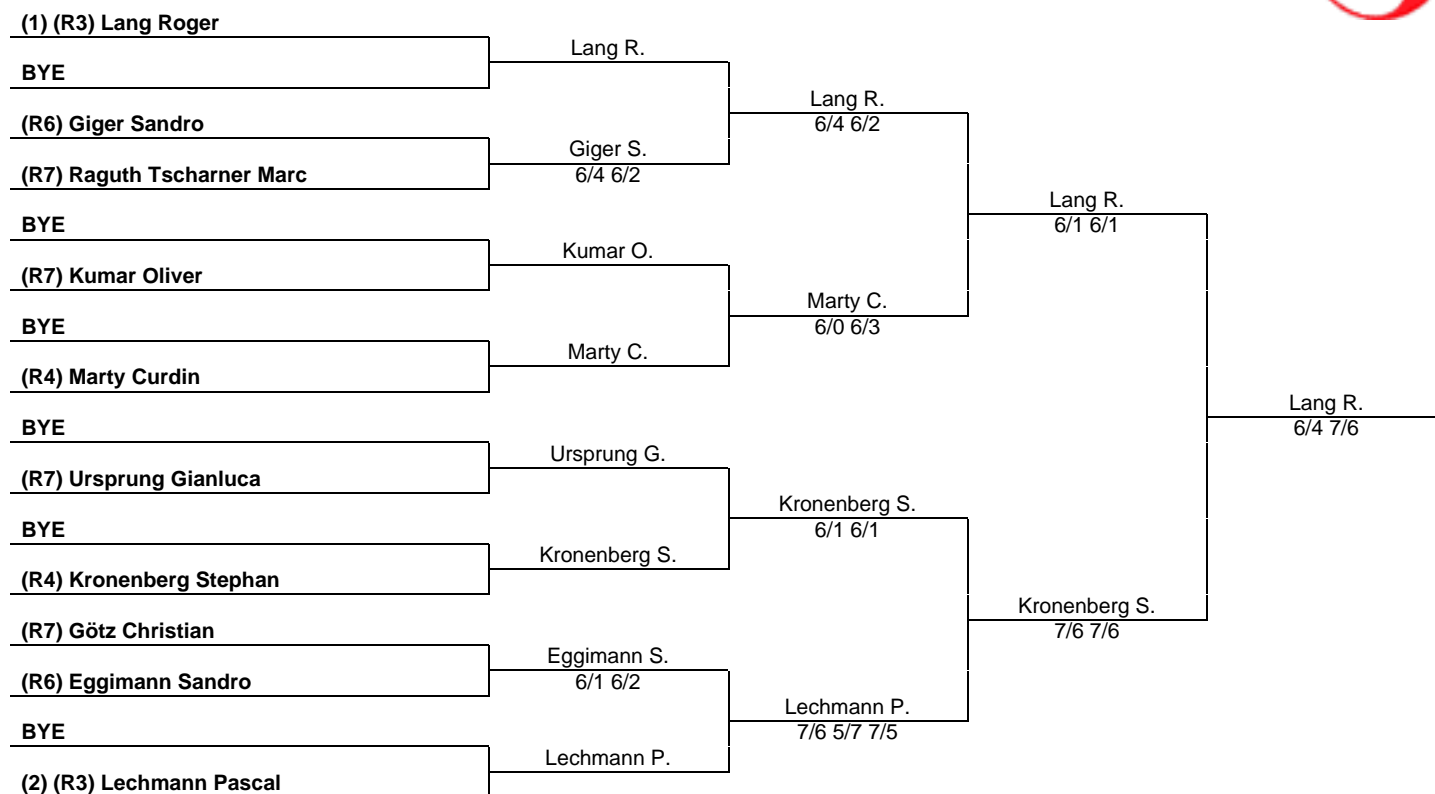 (1) (R3) Lang Roger
BYE
(R6) Giger Sandro
(R7) Raguth Tscharner Marc
BYE
(R7) Kumar Oliver
BYE
(R4) Marty Curdin
BYE
(R7) Ursprung Gianluca
BYE
(R4) Kronenberg Stephan
(R7) Götz Christian
(R6) Eggimann Sandro
BYE
(2) (R3) Lechmann Pascal
Lang R.
Giger S.
6/4 6/2
Kumar O.
Marty C.
Ursprung G.
Kronenberg S.
Eggimann S.
6/1 6/2
Lechmann P.
Lang R.
6/4 6/2
Marty C.
6/0 6/3
Kronenberg S.
6/1 6/1
Lechmann P.
7/6 5/7 7/5
Lang R.
6/1 6/1
Kronenberg S.
7/6 7/6
Lang R.
6/4 7/6